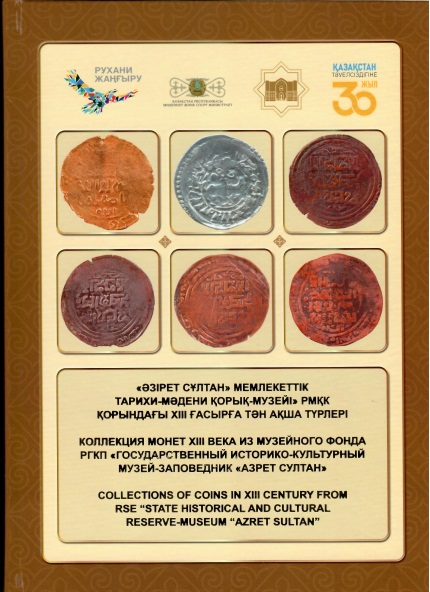 РУХАНИ
ЖАҢҒЫРУ
ҚАЗАҚСТАН РЕСПУБЛИКАСЫ
МӘДЕНИЕТ ЖӘНЕ СПОРТ МИНИСТРЛІГІ
ҚАЗАҚСТАН
ТӘУЕЛСІЗДІГІНЕ
30 ЖЫЛ
«ӘЗІРЕТ СҰЛТАН» МЕМЛЕКЕТТІК
ТАРИХИ-МӘДЕНИ ҚОРЫҚ-МУЗЕЙІ» РМҚК
ҚОРЫНДАҒЫ XIII ҒАСЫРҒА ТӘН АҚША ТҮРЛЕРІ
КОЛЛЕКЦИЯ МОНЕТ XIII ВЕКА ИЗ МУЗЕЙНОГО ФОНДА
РГКП «ГОСУДАРСТВЕННЫЙ ИСТОРИКО-КУЛЬТУРНЫЙ
МУЗЕЙ-ЗАПОВЕДНИК «АЗРЕТ СУЛТАН»
COLLECTIONS OF COINS IN XIII CENTURY FROM
RSE “STATE HISTORICAL AND CULTURAL
RESERVE-MUSEUM “AZRET SULTAN”